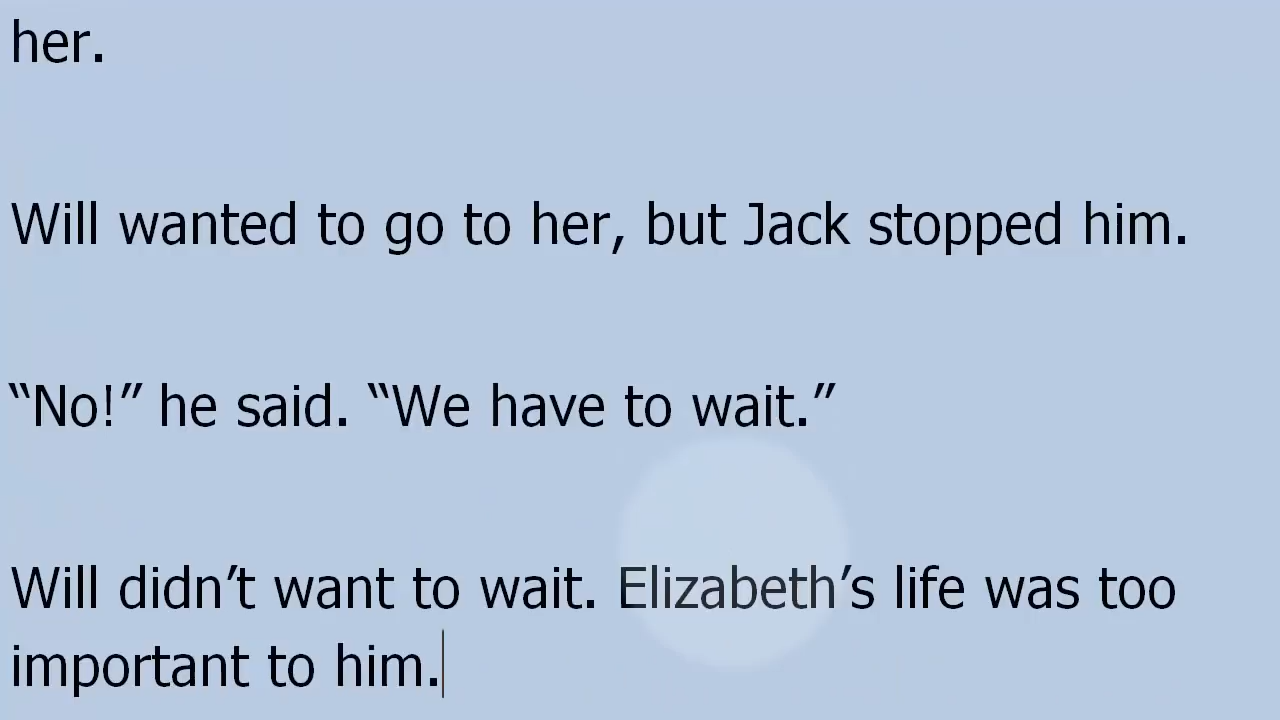 her.
Will wanted to go to her, but Jack stopped him.
“No!” he said. “We have to wait.”
Will didn’t want to wait. Elizabeth’s life was too
important to him.